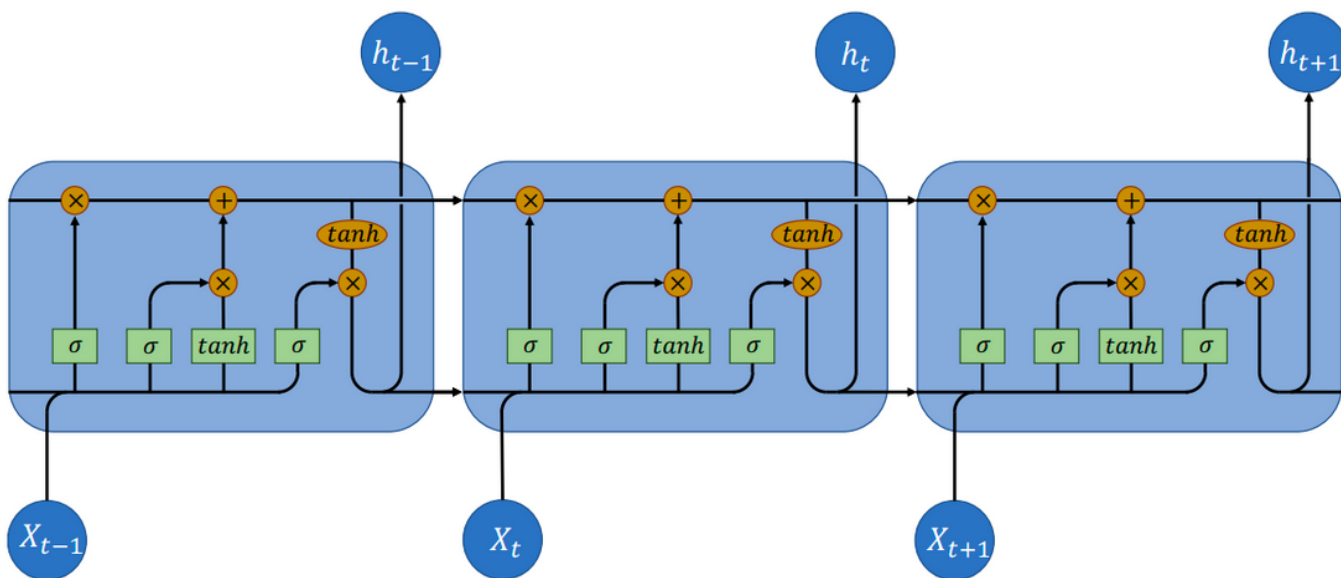 h_{t-1} h_t h_{t+1}
× + × + × +
tanh tanh tanh
× × × × × ×
σ σ tanh σ σ σ tanh σ σ σ tanh σ
X_{t-1} X_t X_{t+1}